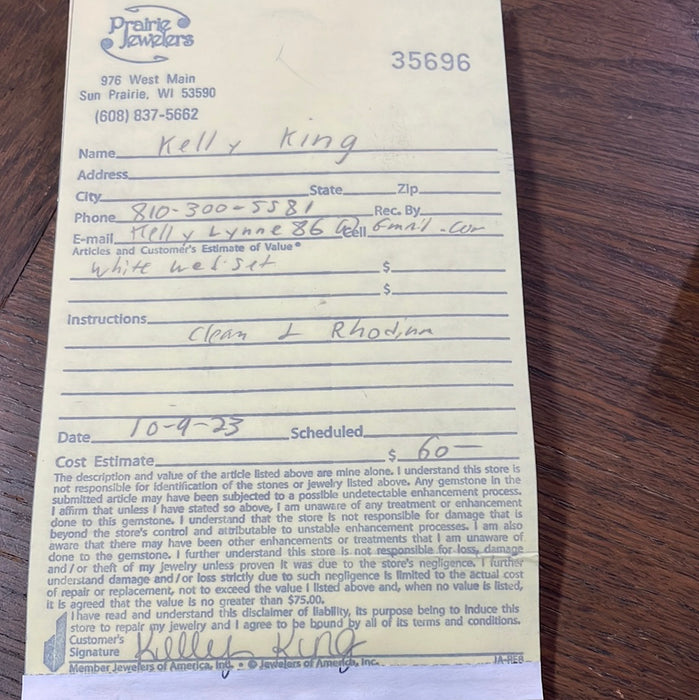 Prairie
Jewelers
35696
976 West Main
Sun Prairie, WI 53590
(608) 837-5662
Name Kelly King
Address
City State Zip
Phone 810-300-5581 Rec. By
E-mail Kelly Lynne 86 @ Cell Gmail.com
Articles and Customer's Estimate of Value*
White wed set $
$
Instructions
Clean & Rhodium
Date 10-9-23 Scheduled
Cost Estimate $ 60—
The description and value of the article listed above are mine alone. I understand this store is
not responsible for identification of the stones or jewelry listed above. Any gemstone in the
submitted article may have been subjected to a possible undetectable enhancement process.
I affirm that unless I have stated so above, I am unaware of any treatment or enhancement
done to this gemstone. I understand that the store is not responsible for damage that is
beyond the store's control and attributable to unstable enhancement processes. I am also
aware that there may have been other enhancements or treatments that I am unaware of
done to the gemstone. I further understand this store is not responsible for loss, damage
and/or theft of my jewelry unless proven it was due to the store's negligence. I further
understand damage and/or loss strictly due to such negligence is limited to the actual cost
of repair or replacement, not to exceed the value I listed above and, when no value is listed,
it is agreed that the value is no greater than $75.00.
I have read and understand this disclaimer of liability, its purpose being to induce this
store to repair my jewelry and I agree to be bound by all of its terms and conditions.
Customer's
Signature Kelly King
Member Jewelers of America, Inc. • © Jewelers of America, Inc. JA-REB